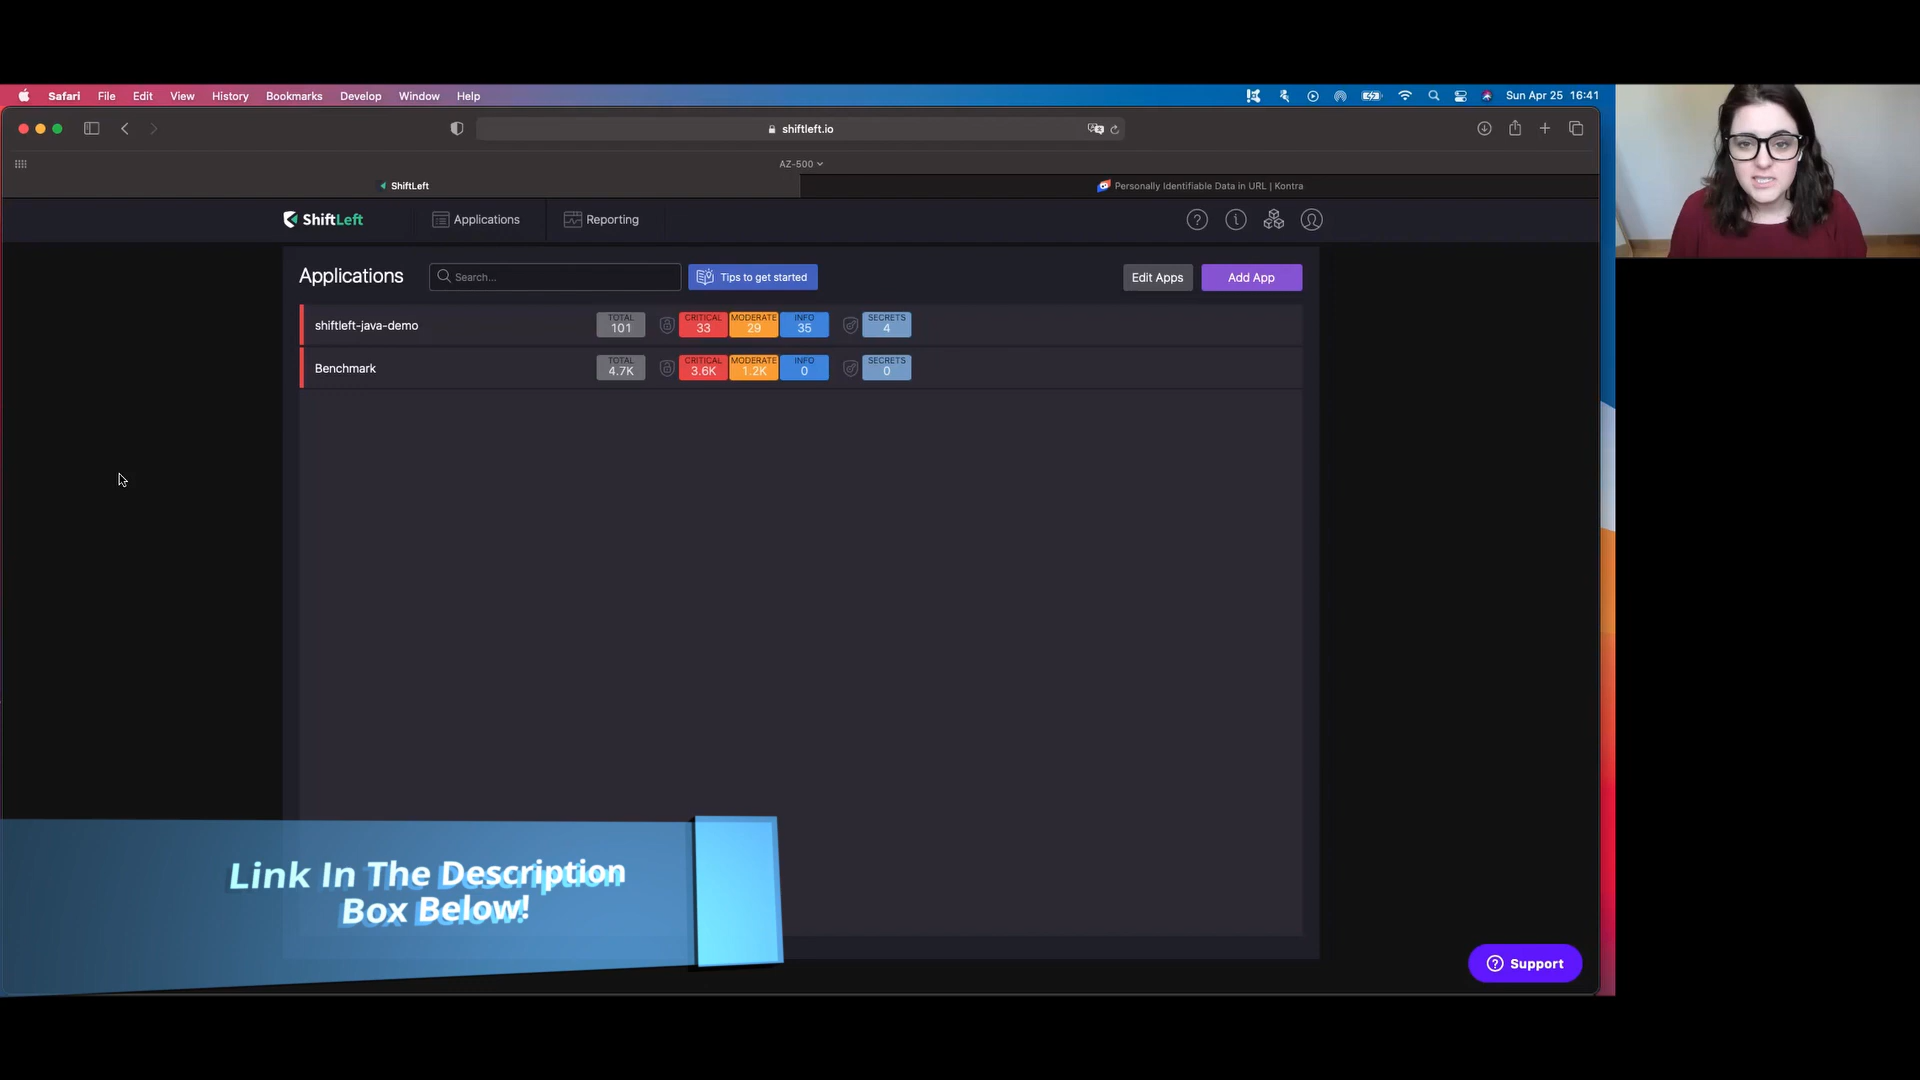 Safari File Edit View History Bookmarks Develop Window Help Sun Apr 25 16:41
shiftleft.io
AZ-500
ShiftLeft Personally Identifiable Data in URL | Kontra
ShiftLeft Applications Reporting
Applications Search... Tips to get started Edit Apps Add App
shiftleft-java-demo TOTAL 101 CRITICAL 33 MODERATE 29 INFO 35 SECRETS 4
Benchmark TOTAL 4.7K CRITICAL 3.6K MODERATE 1.2K INFO 0 SECRETS 0
Link In The Description
Box Below!
Support